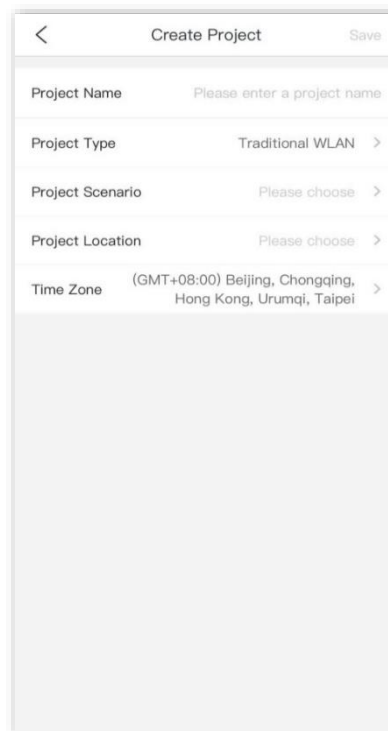 Create Project Save
Project Name Please enter a project name
Project Type Traditional WLAN
Project Scenario Please choose
Project Location Please choose
Time Zone (GMT+08:00) Beijing, Chongqing,
Hong Kong, Urumqi, Taipei